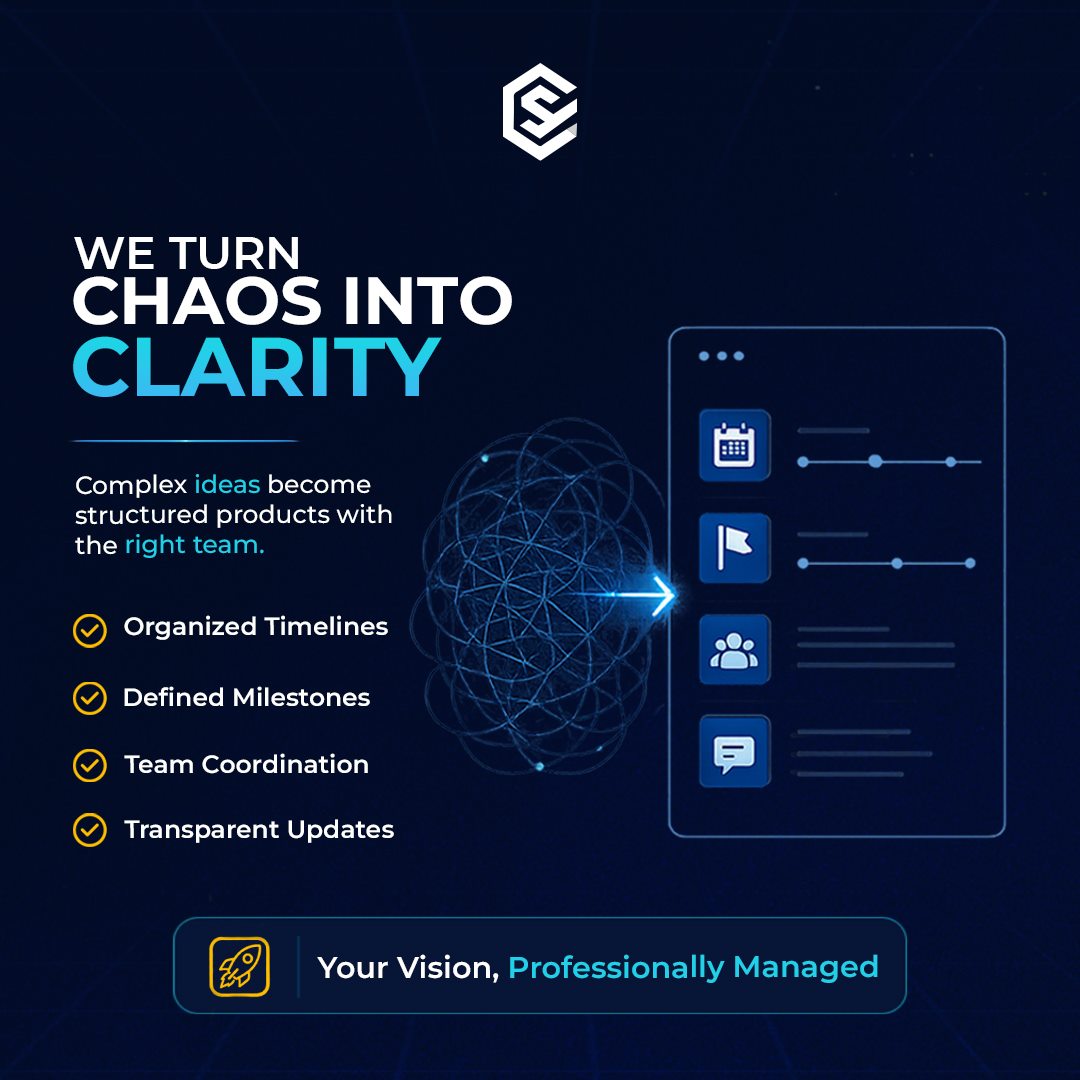 WE TURN
CHAOS INTO
CLARITY
Complex ideas become
structured products with
the right team.
Organized Timelines
Defined Milestones
Team Coordination
Transparent Updates
Your Vision, Professionally Managed